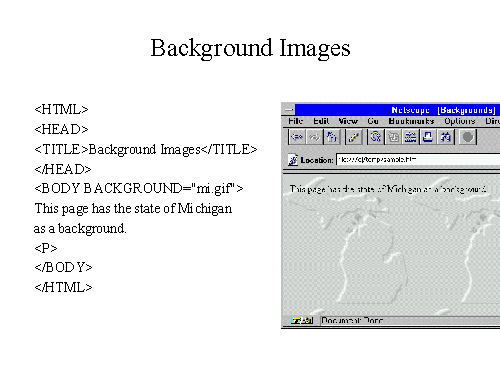 Background Images
<HTML>
<HEAD>
<TITLE>Background Images</TITLE>
</HEAD>
<BODY BACKGROUND="mi.gif">
This page has the state of Michigan
as a background.
<P>
</BODY>
</HTML>
Netscape - [Backgrounds]
File Edit View Go Bookmarks Options Dire
Location: file:///c|/temp/sample.htm
This page has the state of Michigan as a background.
Document: Done